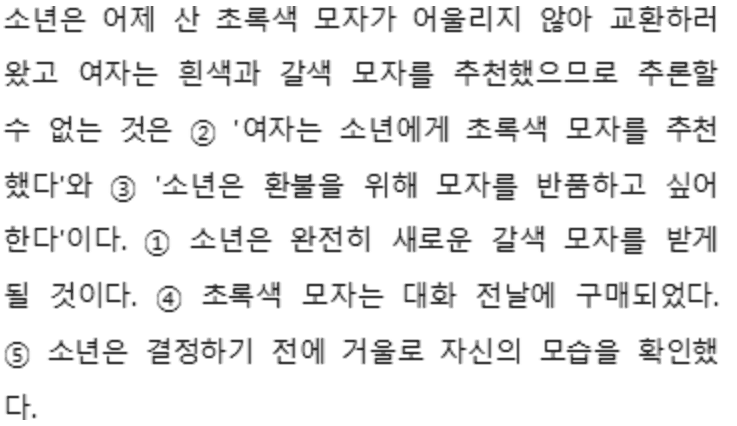 소년은 어제 산 초록색 모자가 어울리지 않아 교환하러
왔고 여자는 흰색과 갈색 모자를 추천했으므로 추론할
수 없는 것은 ② '여자는 소년에게 초록색 모자를 추천
했다'와 ③ '소년은 환불을 위해 모자를 반품하고 싶어
한다'이다. ① 소년은 완전히 새로운 갈색 모자를 받게
될 것이다. ④ 초록색 모자는 대화 전날에 구매되었다.
⑤ 소년은 결정하기 전에 거울로 자신의 모습을 확인했
다.